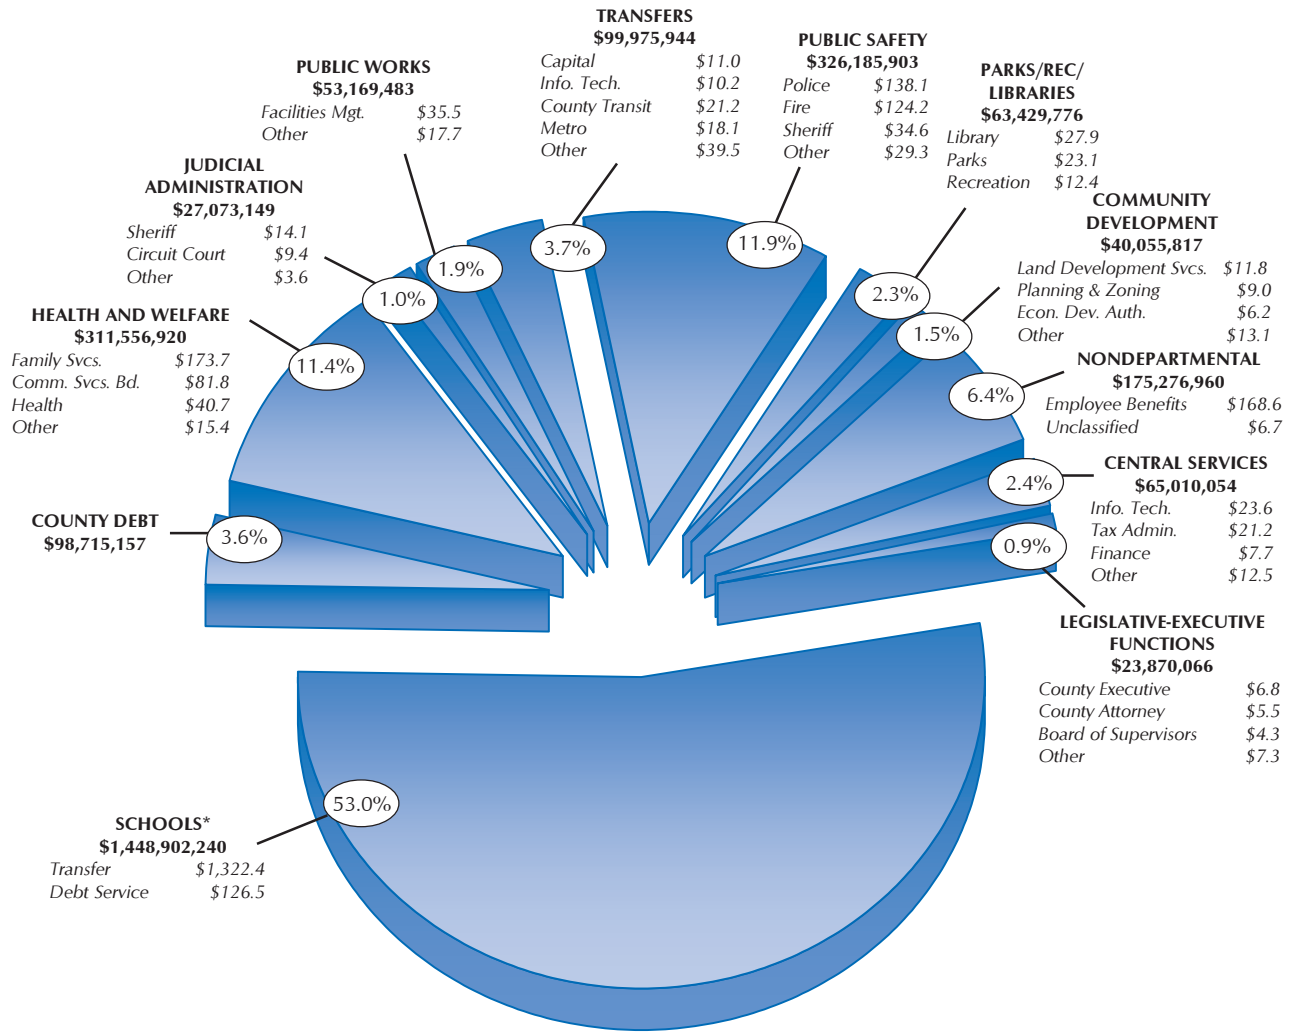 TRANSFERS
$99,975,944
Capital $11.0
Info. Tech. $10.2
County Transit $21.2
Metro $18.1
Other $39.5
PUBLIC SAFETY
$326,185,903
Police $138.1
Fire $124.2
Sheriff $34.6
Other $29.3
PARKS/REC/
LIBRARIES
$63,429,776
Library $27.9
Parks $23.1
Recreation $12.4
PUBLIC WORKS
$53,169,483
Facilities Mgt. $35.5
Other $17.7
JUDICIAL
ADMINISTRATION
$27,073,149
Sheriff $14.1
Circuit Court $9.4
Other $3.6
COMMUNITY
DEVELOPMENT
$40,055,817
Land Development Svcs. $11.8
Planning & Zoning $9.0
Econ. Dev. Auth. $6.2
Other $13.1
HEALTH AND WELFARE
$311,556,920
Family Svcs. $173.7
Comm. Svcs. Bd. $81.8
Health $40.7
Other $15.4
NONDEPARTMENTAL
$175,276,960
Employee Benefits $168.6
Unclassified $6.7
CENTRAL SERVICES
$65,010,054
Info. Tech. $23.6
Tax Admin. $21.2
Finance $7.7
Other $12.5
COUNTY DEBT
$98,715,157
LEGISLATIVE-EXECUTIVE
FUNCTIONS
$23,870,066
County Executive $6.8
County Attorney $5.5
Board of Supervisors $4.3
Other $7.3
SCHOOLS*
$1,448,902,240
Transfer $1,322.4
Debt Service $126.5
3.7%
11.9%
1.9%
1.0%
2.3%
1.5%
11.4%
6.4%
2.4%
3.6%
0.9%
53.0%